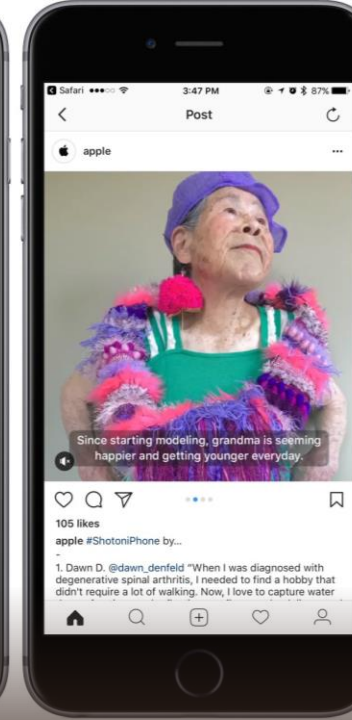 Safari
3:47 PM
87%
Post
apple
Since starting modeling, grandma is seeming
happier and getting younger everyday.
105 likes
apple #ShotoniPhone by...
-
1. Dawn D. @dawn_denfeld "When I was diagnosed with
degenerative spinal arthritis, I needed to find a hobby that
didn't require a lot of walking. Now, I love to capture water